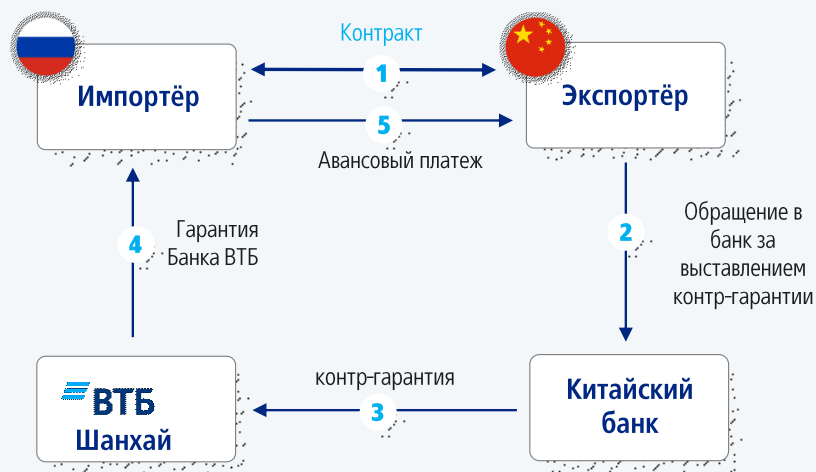 Контракт
1
Импортёр
Экспортёр
5
Авансовый платеж
4
Гарантия
Банка ВТБ
2
Обращение в
банк за
выставлением
контр-гарантии
ВТБ
Шанхай
контр-гарантия
3
Китайский
банк